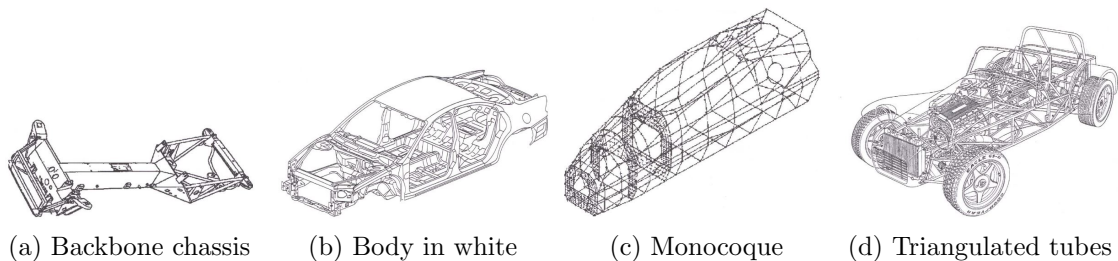 (a) Backbone chassis
(b) Body in white
(c) Monocoque
(d) Triangulated tubes